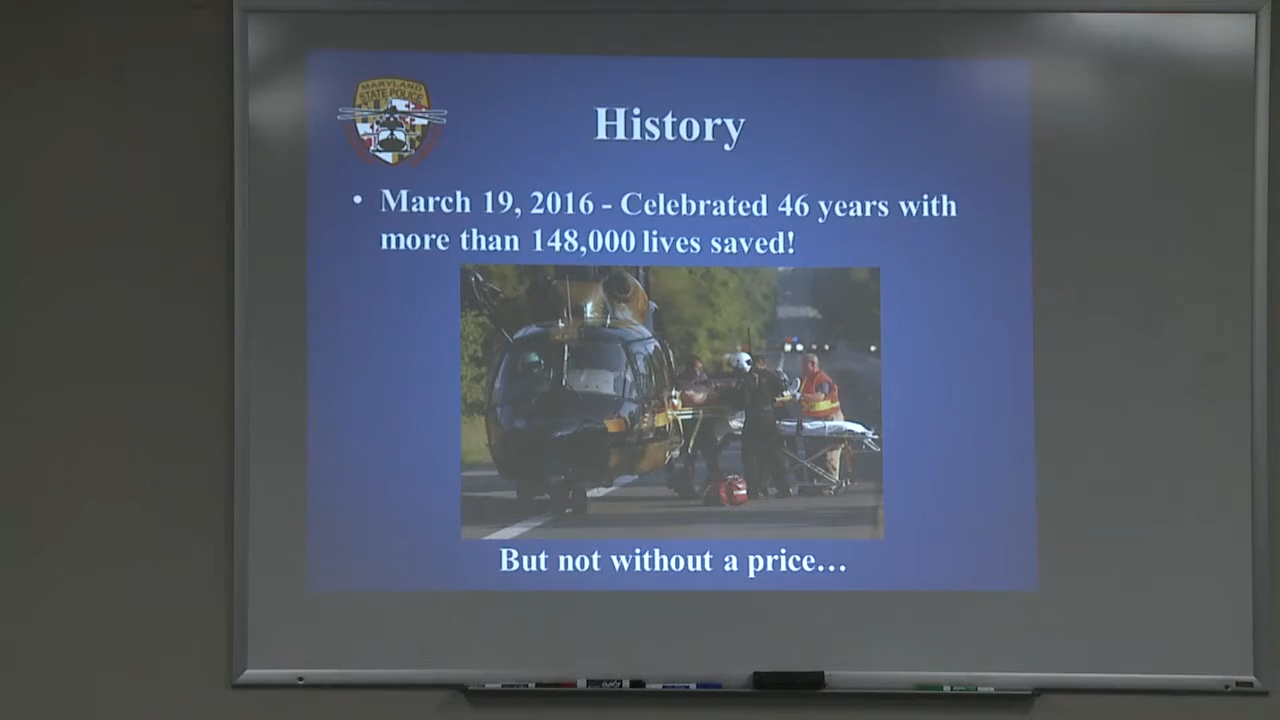 MARYLAND
STATE POLICE
History
• March 19, 2016 - Celebrated 46 years with
more than 148,000 lives saved!
But not without a price…